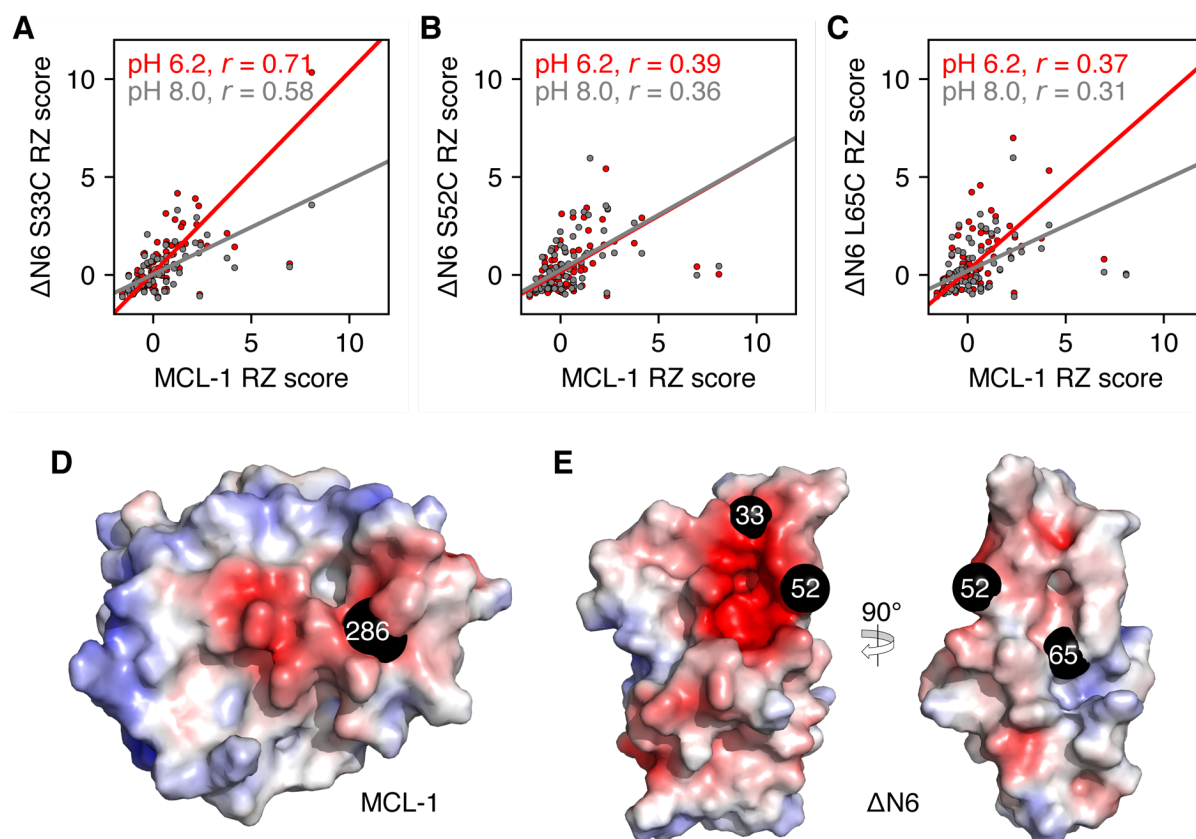 A
pH 6.2, r = 0.71
pH 8.0, r = 0.58
10
5
0
0
5
10
ΔN6 S33C RZ score
MCL-1 RZ score
B
pH 6.2, r = 0.39
pH 8.0, r = 0.36
10
5
0
0
5
10
ΔN6 S52C RZ score
MCL-1 RZ score
C
pH 6.2, r = 0.37
pH 8.0, r = 0.31
10
5
0
0
5
10
ΔN6 L65C RZ score
MCL-1 RZ score
D
286
MCL-1
E
33
52
90°
52
65
ΔN6